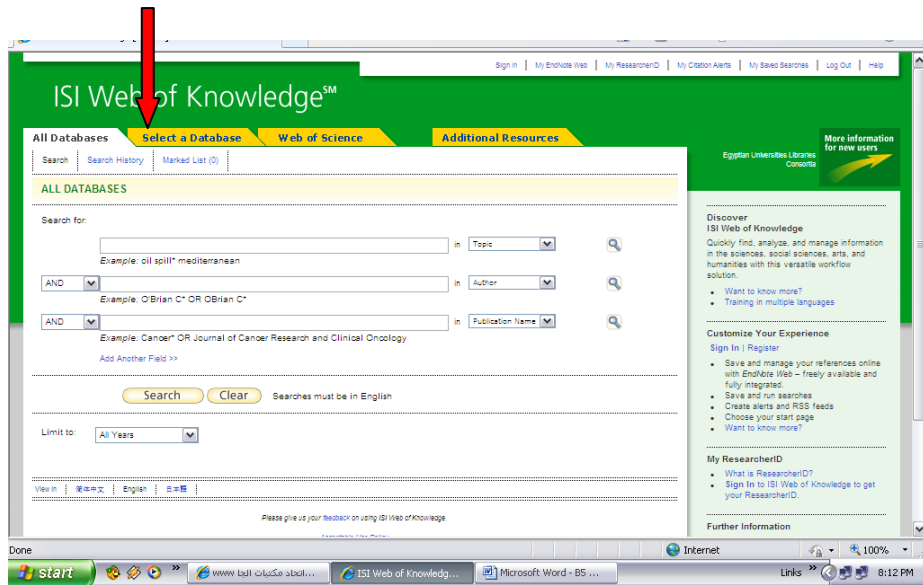 Sign In | My EndNote Web | My ResearcherID | My Citation Alerts | My Saved Searches | Log Out | Help
ISI Web of Knowledge℠
All Databases Select a Database Web of Science Additional Resources
Search Search History Marked List (0)
ALL DATABASES
Search for:
in Topic
Example: oil spill* mediterranean
AND in Author
Example: O'Brian C* OR OBrian C*
AND in Publication Name
Example: Cancer* OR Journal of Cancer Research and Clinical Oncology
Add Another Field >>
Search Clear Searches must be in English
Limit to: All Years
View in | 简体中文 | English | 日本語 |
Please give us your feedback on using ISI Web of Knowledge.
Egyptian Universities Libraries
Consortia
More information
for new users
Discover
ISI Web of Knowledge
Quickly find, analyze, and manage information
in the sciences, social sciences, arts, and
humanities with this versatile workflow
solution.
• Want to know more?
• Training in multiple languages
Customize Your Experience
Sign In | Register
• Save and manage your references online
with EndNote Web – freely available and
fully integrated.
• Save and run searches
• Create alerts and RSS feeds
• Choose your start page
• Want to know more?
My ResearcherID
• What is ResearcherID?
• Sign In to ISI Web of Knowledge to get
your ResearcherID.
Further Information
Done Internet 100%
start » www اتحاد مكتبات الجا... ISI Web of Knowledg... Microsoft Word - B5 ... Links » 8:12 PM